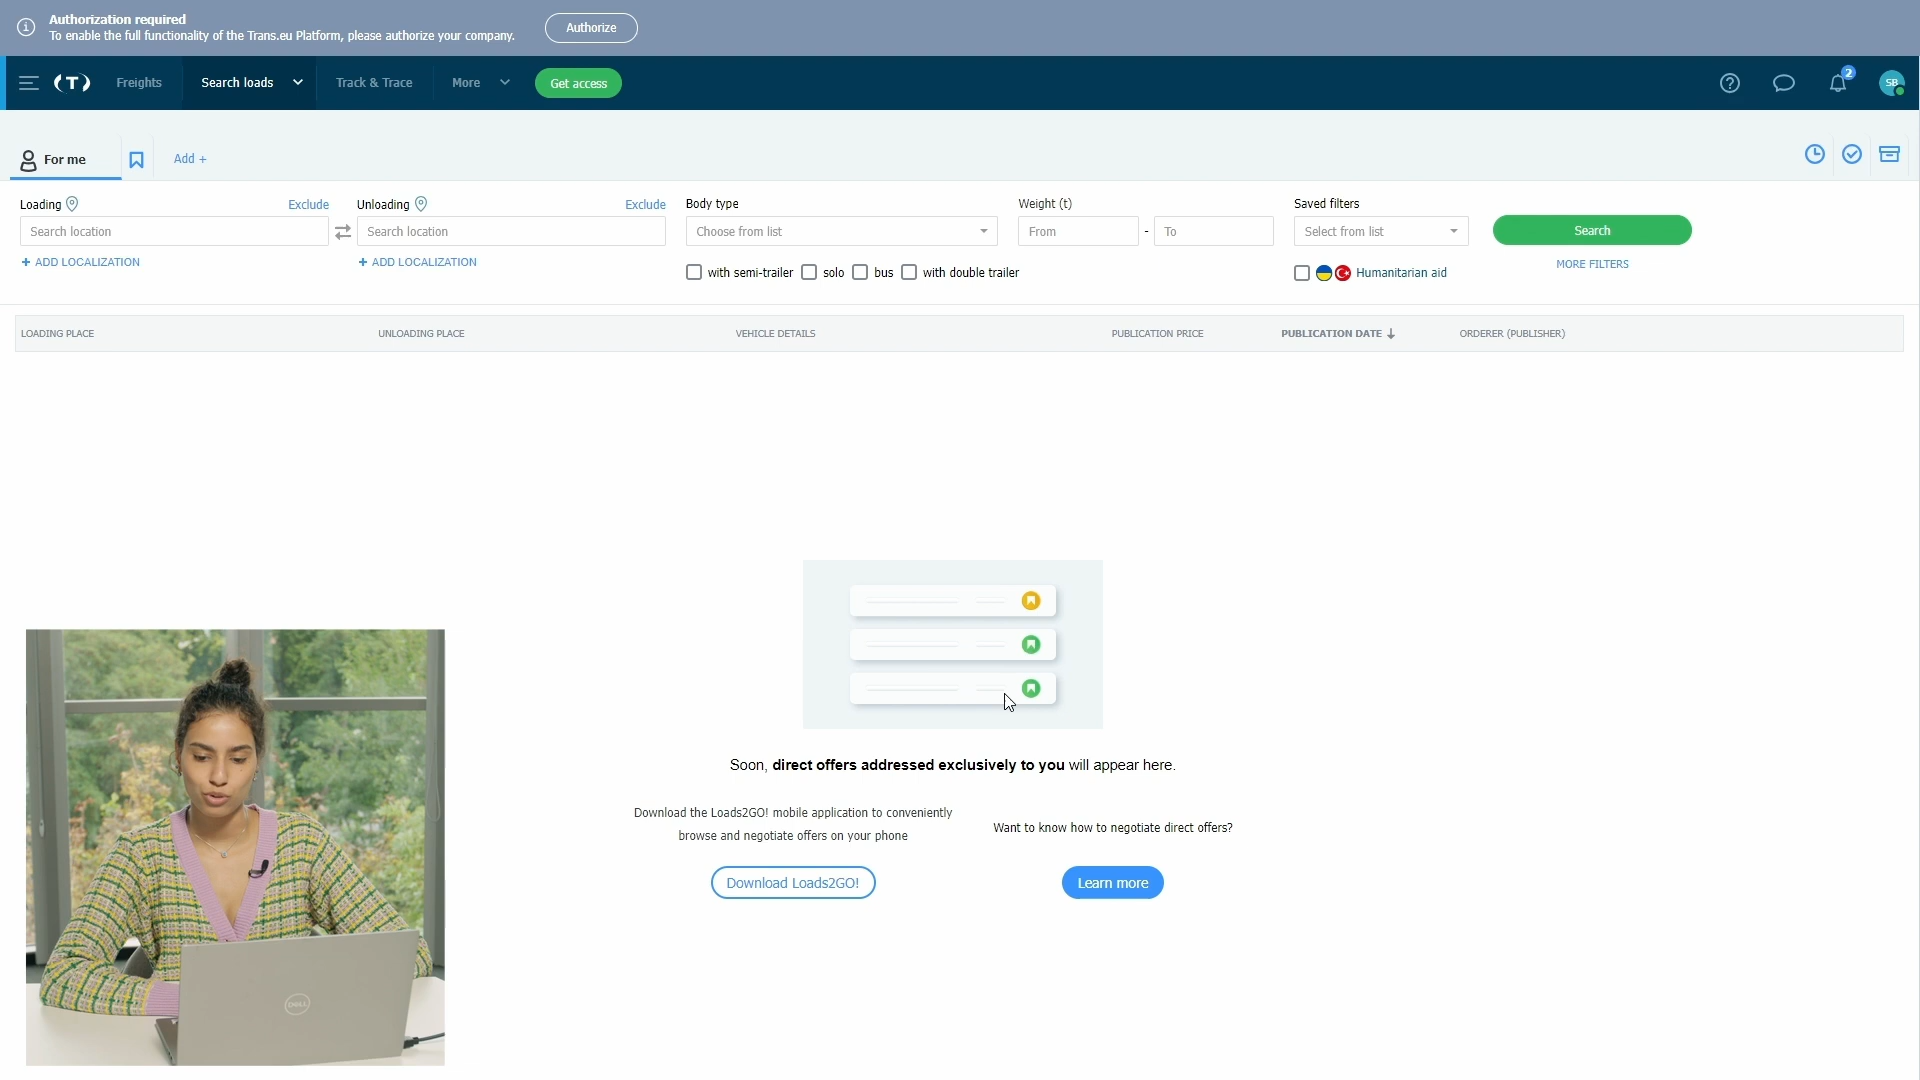 Authorization required
To enable the full functionality of the Trans.eu Platform, please authorize your company.
Authorize
(T) Freights Search loads Track & Trace More Get access 2 SB
For me Add +
Loading Exclude Unloading Exclude Body type Weight (t) Saved filters
Search location Search location Choose from list From - To Select from list Search
+ ADD LOCALIZATION + ADD LOCALIZATION with semi-trailer solo bus with double trailer Humanitarian aid MORE FILTERS
LOADING PLACE UNLOADING PLACE VEHICLE DETAILS PUBLICATION PRICE PUBLICATION DATE ORDERER (PUBLISHER)
Soon, direct offers addressed exclusively to you will appear here.
Download the Loads2GO! mobile application to conveniently
browse and negotiate offers on your phone
Want to know how to negotiate direct offers?
Download Loads2GO! Learn more
DELL